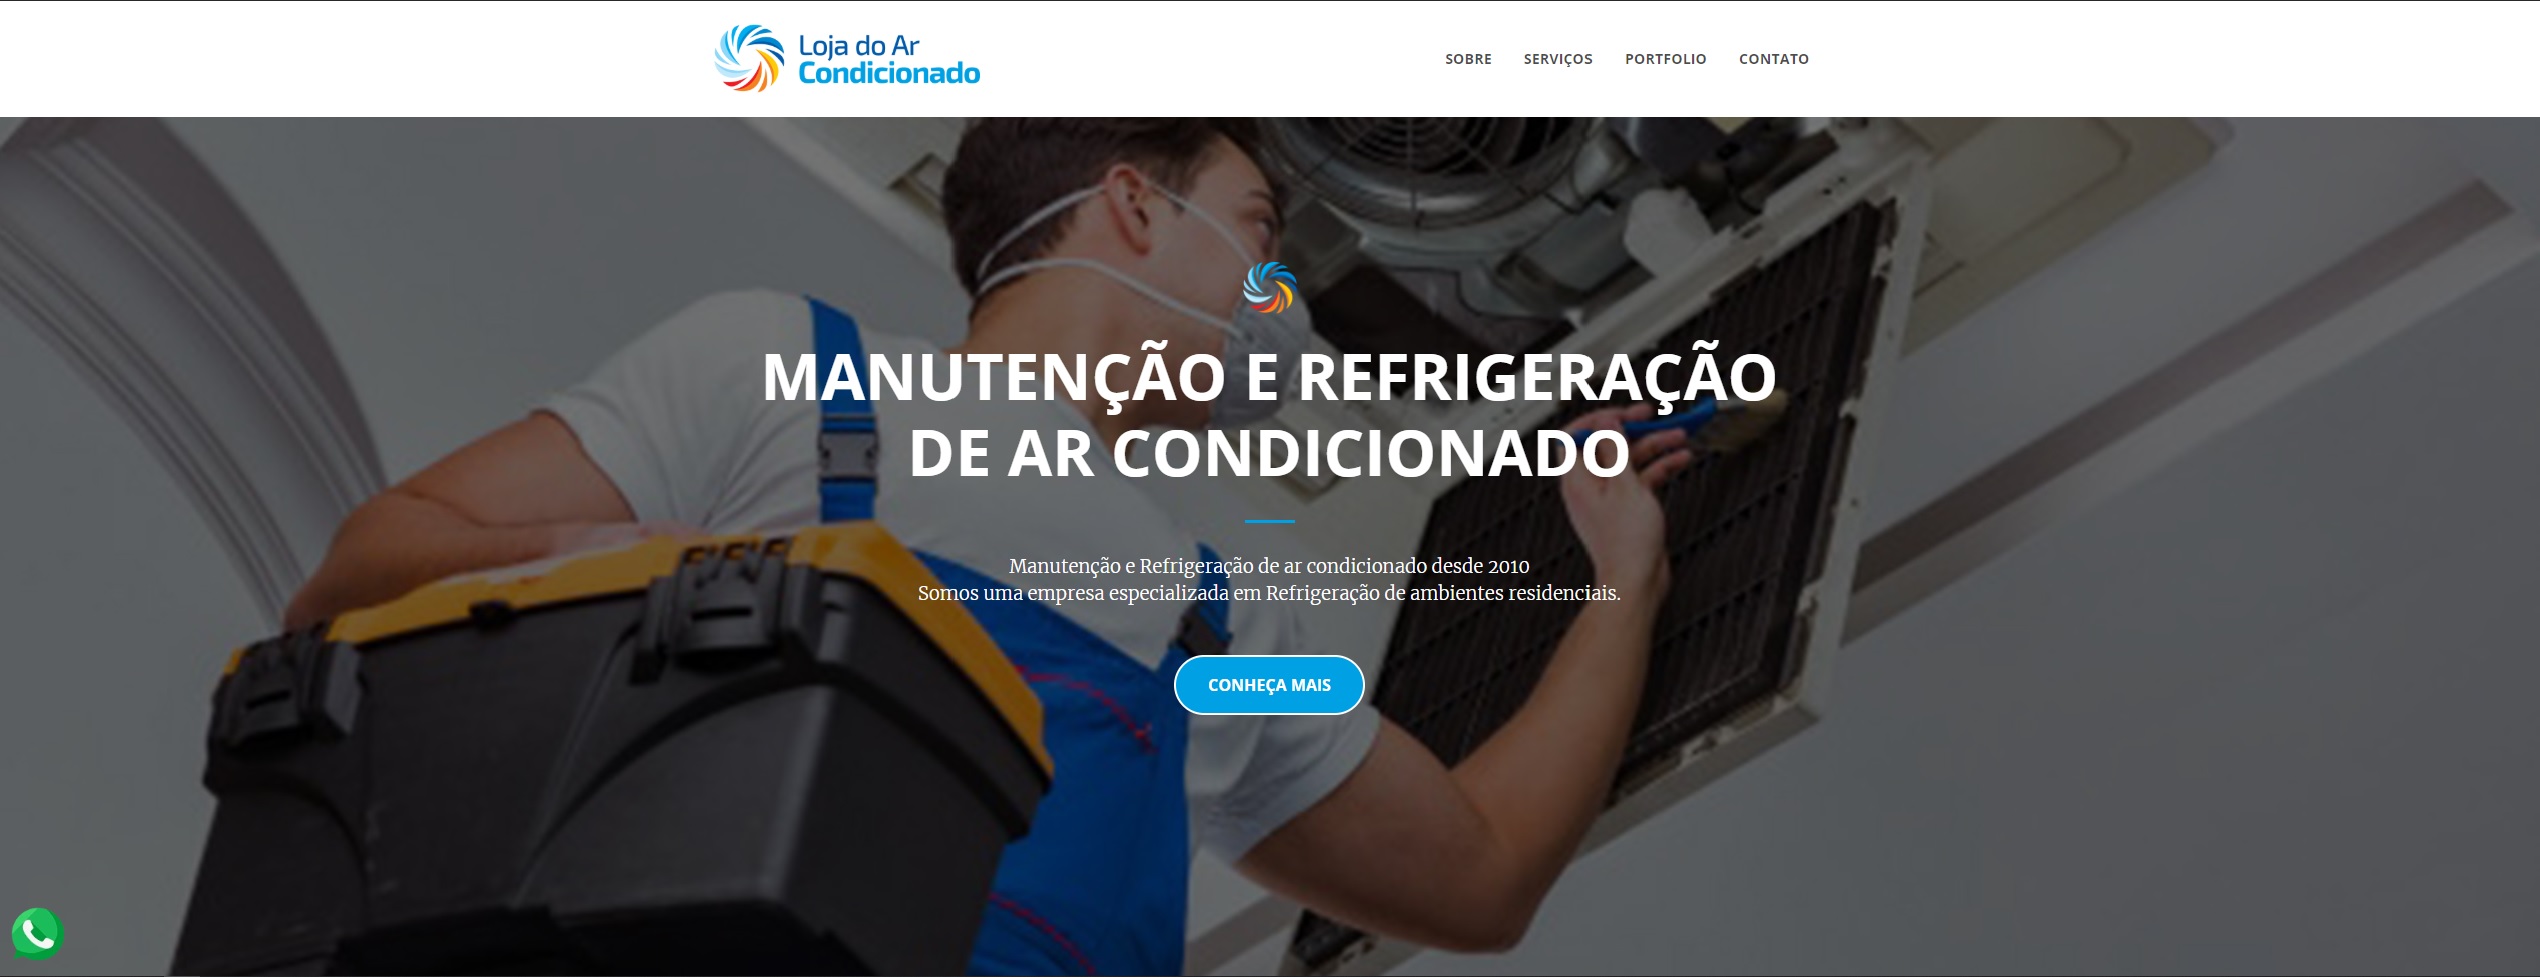 Loja do Ar
Condicionado
SOBRE
SERVIÇOS
PORTFOLIO
CONTATO
MANUTENÇÃO E REFRIGERAÇÃO
DE AR CONDICIONADO
Manutenção e Refrigeração de ar condicionado desde 2010
Somos uma empresa especializada em Refrigeração de ambientes residenciais.
CONHEÇA MAIS